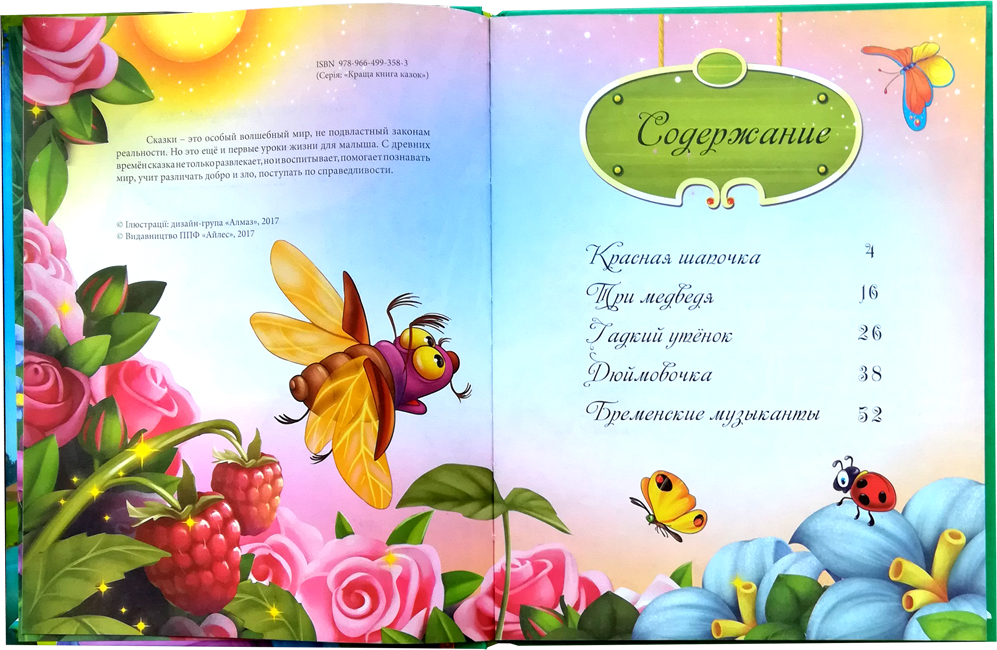 ISBN 978-966-499-358-3
(Серія: «Краща книга казок»)
Сказки – это особый волшебный мир, не подвластный законам
реальности. Но это ещё и первые уроки жизни для малыша. С древних
времён сказка не только развлекает, но и воспитывает, помогает познавать
мир, учит различать добро и зло, поступать по справедливости.
© Ілюстрації: дизайн-група «Алмаз», 2017
© Видавництво ППФ «Айлес», 2017
Содержание
Красная шапочка 4
Три медведя 16
Гадкий утёнок 26
Дюймовочка 38
Бременские музыканты 52